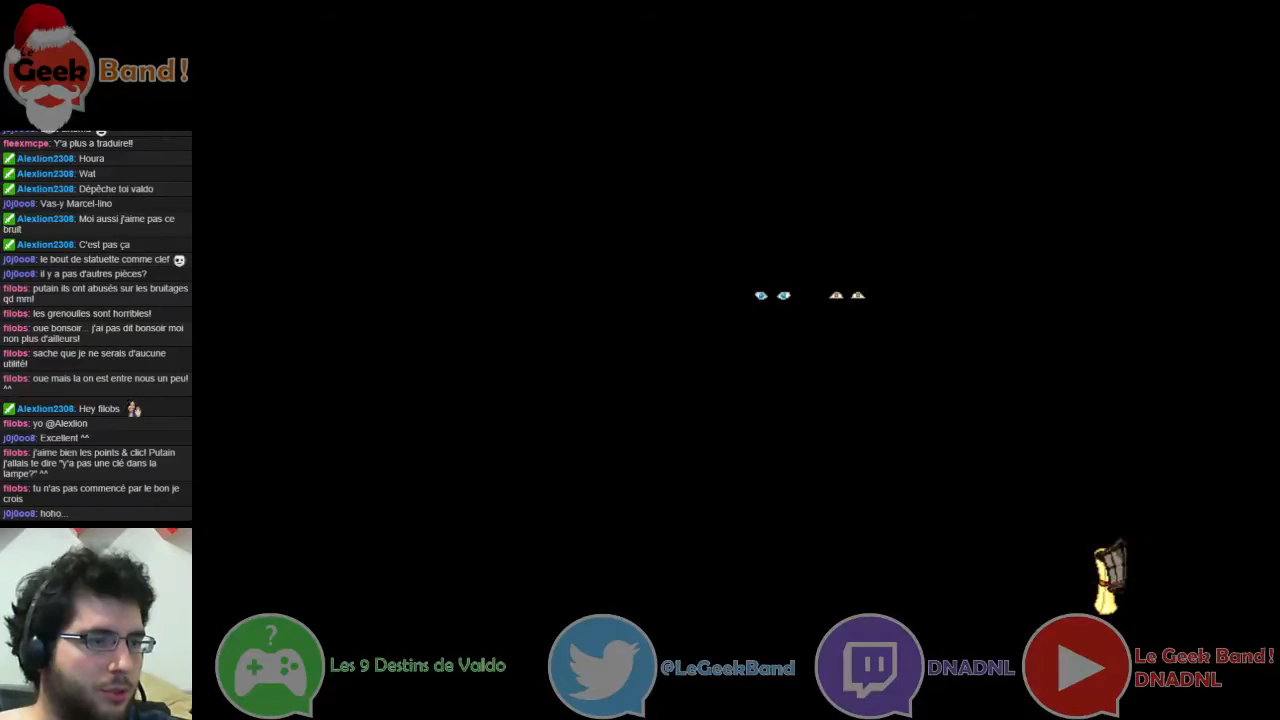 Le
Geek Band !
fleexmcpe: Y'a plus a traduire!!
Alexlion2308: Houra
Alexlion2308: Wat
Alexlion2308: Dépêche toi valdo
j0j0oo8: Vas-y Marcel-lino
Alexlion2308: Moi aussi j'aime pas ce
bruit
Alexlion2308: C'est pas ça
j0j0oo8: le bout de statuette comme clef
j0j0oo8: il y a pas d'autres pièces?
filobs: putain ils ont abusés sur les bruitages
qd mm!
filobs: les grenoulles sont horribles!
filobs: oue bonsoir... j'ai pas dit bonsoir moi
non plus d'ailleurs!
filobs: sache que je ne serais d'aucune
utilité!
filobs: oue mais la on est entre nous un peu!
^^
Alexlion2308: Hey filobs
filobs: yo @Alexlion
j0j0oo8: Excellent ^^
filobs: j'aime bien les points & clic! Putain
j'allais te dire "y'a pas une clé dans la
lampe?" ^^
filobs: tu n'as pas commencé par le bon je
crois
j0j0oo8: hoho...
?
Les 9 Destins de Valdo
@LeGeekBand
DNADNL
Le Geek Band !
DNADNL